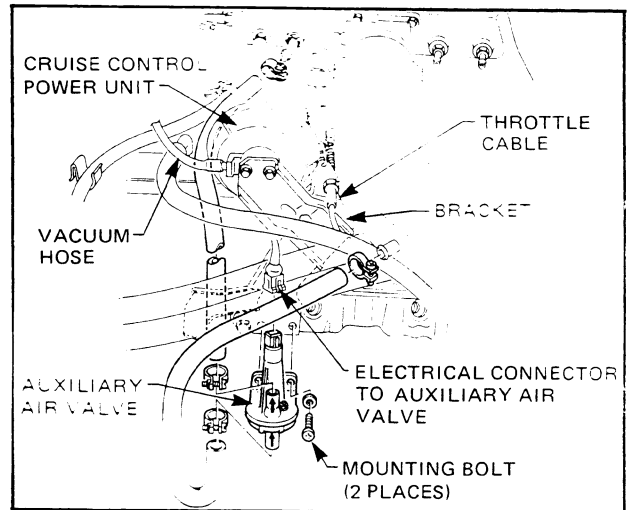 CRUISE CONTROL
POWER UNIT
THROTTLE
CABLE
BRACKET
VACUUM
HOSE
ELECTRICAL CONNECTOR
TO AUXILIARY AIR
VALVE
AUXILIARY
AIR VALVE
MOUNTING BOLT
(2 PLACES)